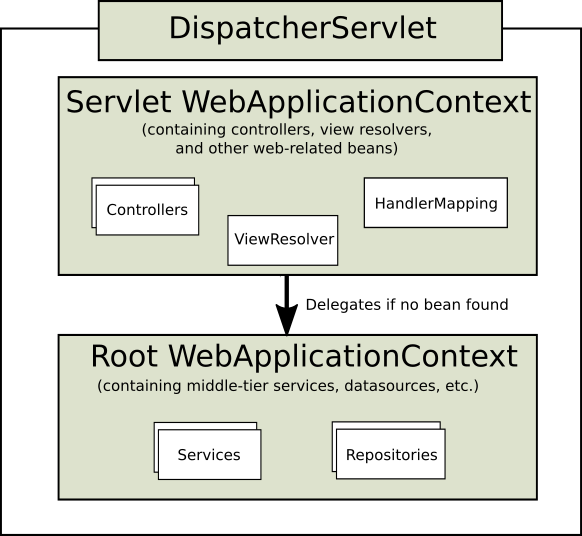 DispatcherServlet
Servlet WebApplicationContext
(containing controllers, view resolvers,
and other web-related beans)
Controllers
HandlerMapping
ViewResolver
Delegates if no bean found
Root WebApplicationContext
(containing middle-tier services, datasources, etc.)
Services
Repositories